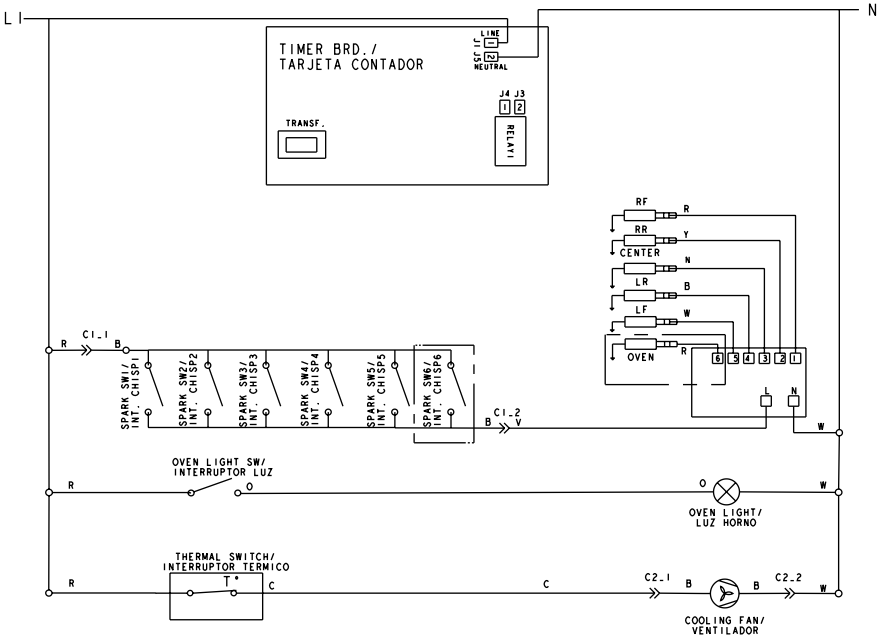 L1
N
TIMER BRD./
TARJETA CONTADOR
LINE
J1 1
J5 2
NEUTRAL
J4 J3
1 2
RELAY1
TRANSF.
RF
R
RR
Y
CENTER
N
LR
B
LF
W
OVEN
R
6 5 4 3 2 1
L N
W
R
C1_1
B
SPARK SW1/
INT. CHISP1
SPARK SW2/
INT. CHISP2
SPARK SW3/
INT. CHISP3
SPARK SW4/
INT. CHISP4
SPARK SW5/
INT. CHISP5
SPARK SW6/
INT. CHISP6
C1_2
B V
OVEN LIGHT SW/
INTERRUPTOR LUZ
R
O
O
W
OVEN LIGHT/
LUZ HORNO
THERMAL SWITCH/
INTERRUPTOR TERMICO
R
T°
C
C
C2_1
B
B
C2_2
W
COOLING FAN/
VENTILADOR